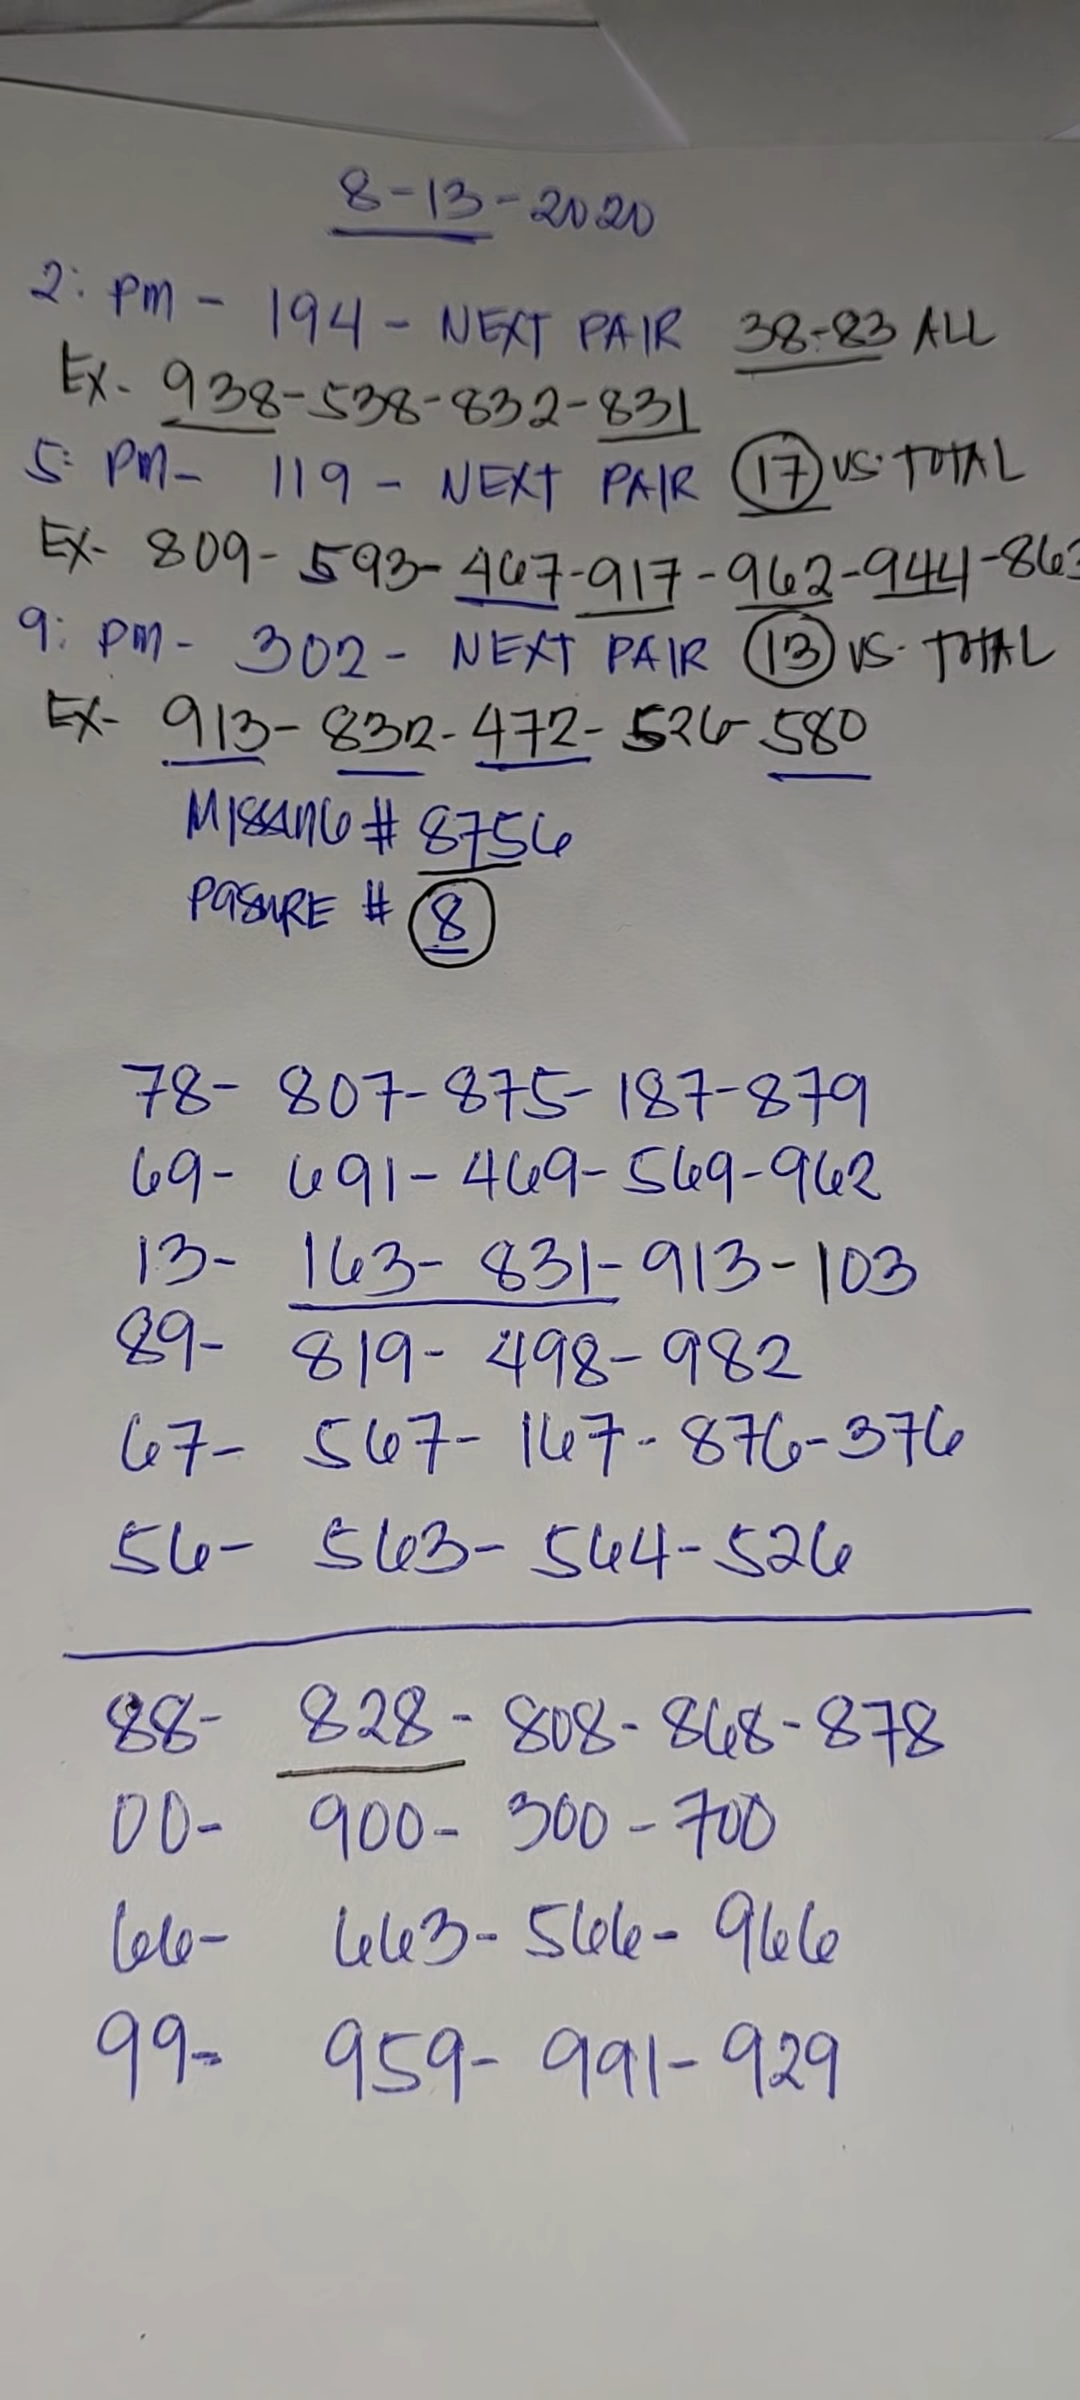 8-13-2020
2: PM - 194 - NEXT PAIR 38-83 ALL
EX- 938-538-832-831
5: PM- 119 - NEXT PAIR 17 VS. TOTAL
EX- 809- 593- 467-917-962-944-863
9: PM- 302- NEXT PAIR 13 VS. TOTAL
EX- 913- 832- 472- 526- 580
MISSANG # 8756
PASURE # 8
78- 807-875-187-879
69- 691-469-569-962
13- 163- 831-913-103
89- 819- 498-982
67- 567- 167- 876-376
56- 563- 564-526
88- 828- 808-868-878
00- 900- 300-700
66- 663- 566- 966
99- 959- 991-929